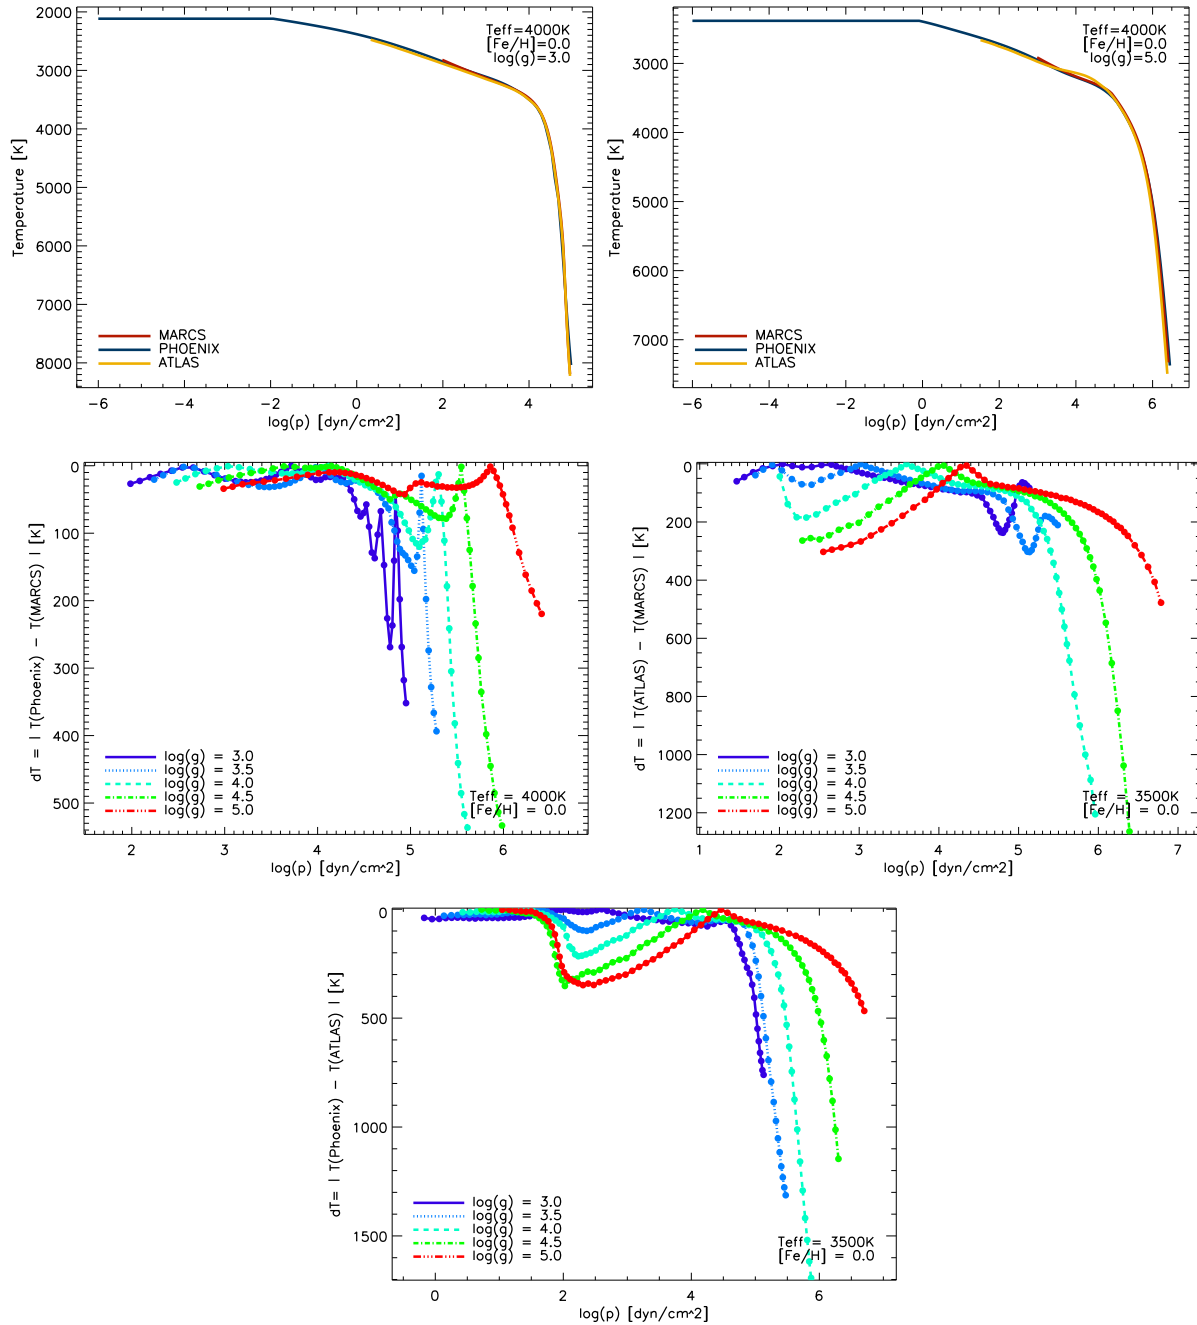 2000
3000
4000
5000
6000
7000
8000
Temperature [K]
Teff=4000K
[Fe/H]=0.0
log(g)=3.0
MARCS
PHOENIX
ATLAS
-6 -4 -2 0 2 4
log(p) [dyn/cm^2]
3000
4000
5000
6000
7000
Temperature [K]
Teff=4000K
[Fe/H]=0.0
log(g)=5.0
MARCS
PHOENIX
ATLAS
-6 -4 -2 0 2 4 6
log(p) [dyn/cm^2]
0
100
200
300
400
500
dT = | T(Phoenix) - T(MARCS) | [K]
log(g) = 3.0
log(g) = 3.5
log(g) = 4.0
log(g) = 4.5
log(g) = 5.0
Teff = 4000K
[Fe/H] = 0.0
2 3 4 5 6
log(p) [dyn/cm^2]
0
200
400
600
800
1000
1200
dT = | T(ATLAS) - T(MARCS) | [K]
log(g) = 3.0
log(g) = 3.5
log(g) = 4.0
log(g) = 4.5
log(g) = 5.0
Teff = 3500K
[Fe/H] = 0.0
1 2 3 4 5 6 7
log(p) [dyn/cm^2]
0
500
1000
1500
dT= | T(Phoenix) - T(ATLAS) | [K]
log(g) = 3.0
log(g) = 3.5
log(g) = 4.0
log(g) = 4.5
log(g) = 5.0
Teff = 3500K
[Fe/H] = 0.0
0 2 4 6
log(p) [dyn/cm^2]